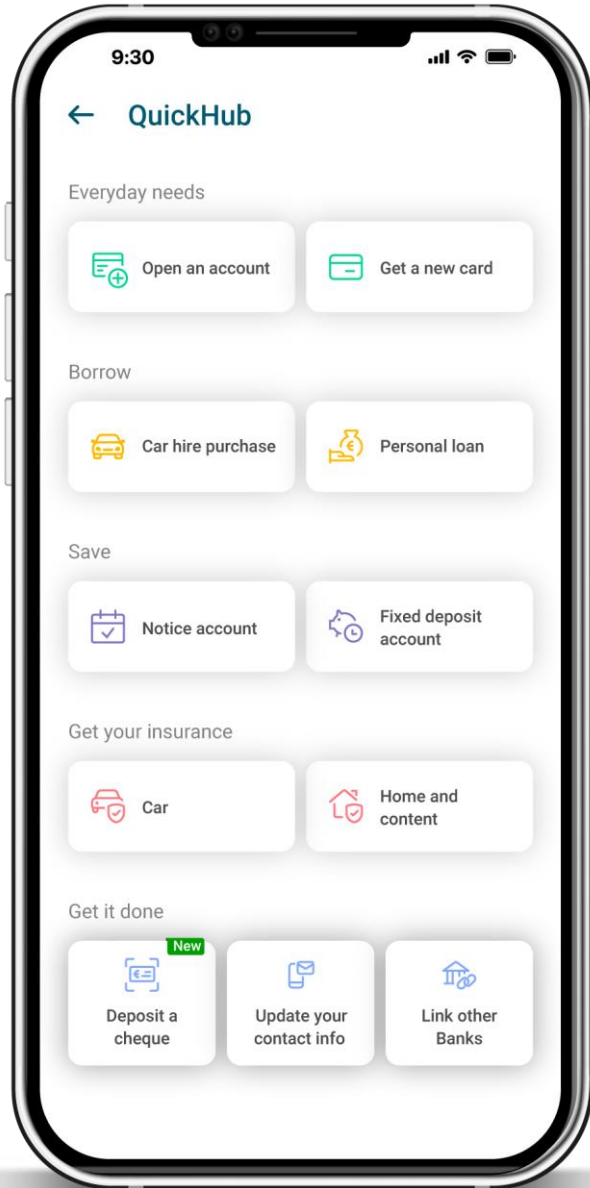 9:30
QuickHub
Everyday needs
Open an account
Get a new card
Borrow
Car hire purchase
Personal loan
Save
Notice account
Fixed deposit
account
Get your insurance
Car
Home and
content
Get it done
New
Deposit a
cheque
Update your
contact info
Link other
Banks